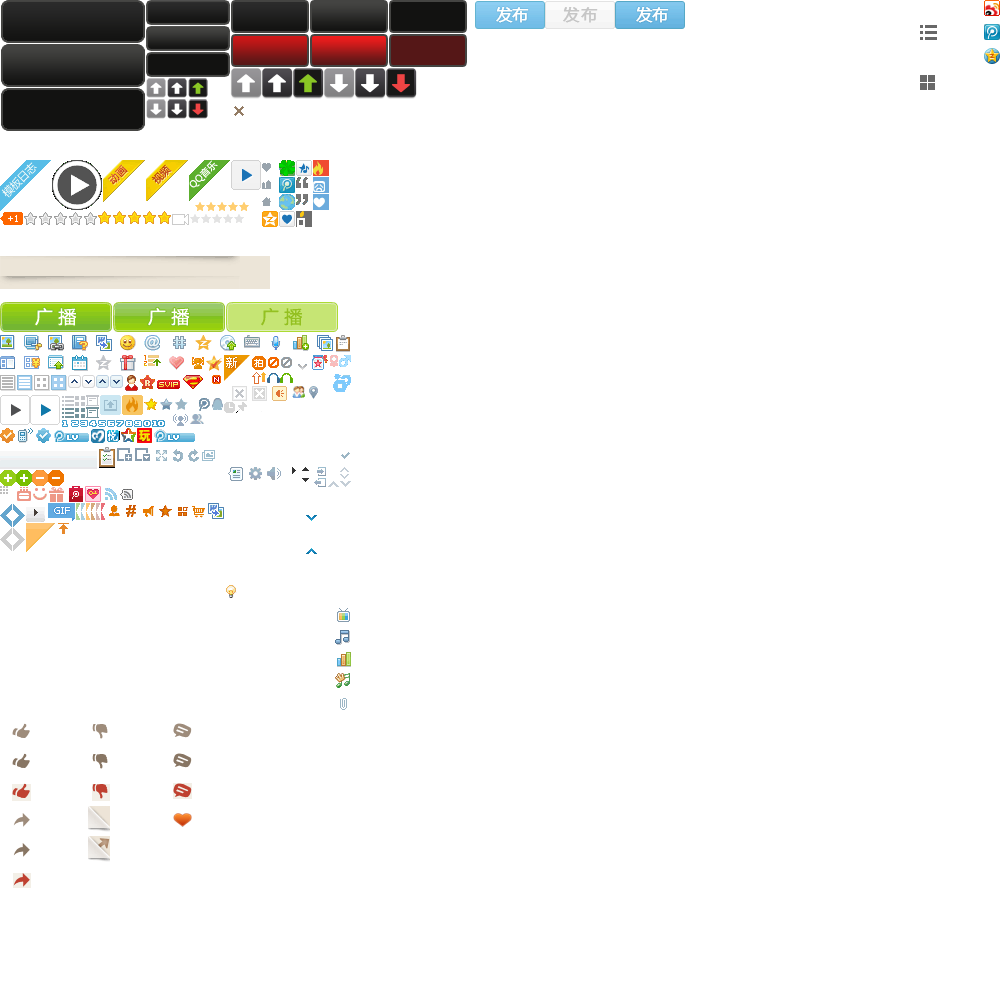 发布 发布 发布
模板日志 动画 视频 QQ音乐
+1
广播 广播 广播
新 拍
R SVIP N
1 2 3 4 5 6 7 8 9 10
LV 玩 LV
GIF